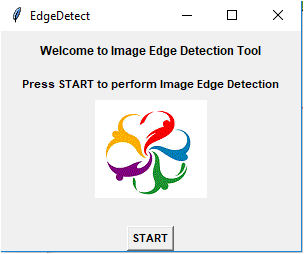 EdgeDetect
Welcome to Image Edge Detection Tool
Press START to perform Image Edge Detection
START